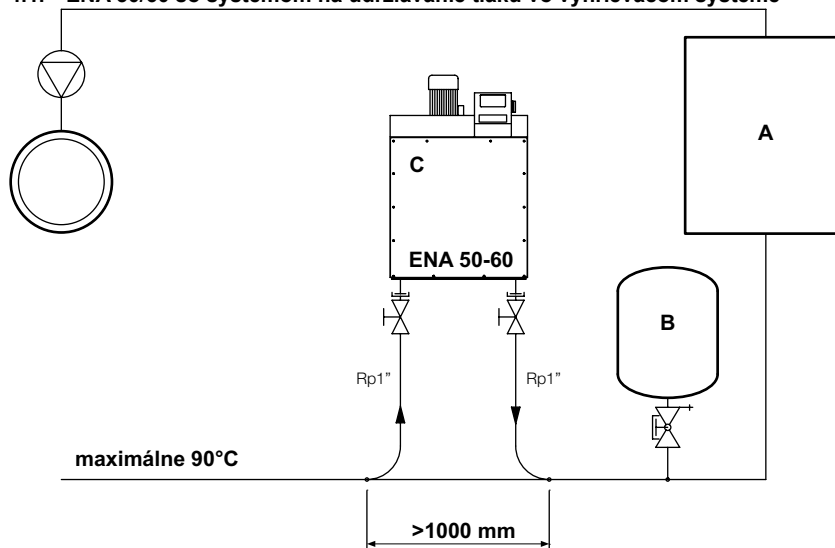 ENA 50/60 so systémom na udržiavanie tlaku vo vyhrievacom systéme
A
C
ENA 50-60
B
Rp1”
Rp1”
maximálne 90°C
>1000 mm